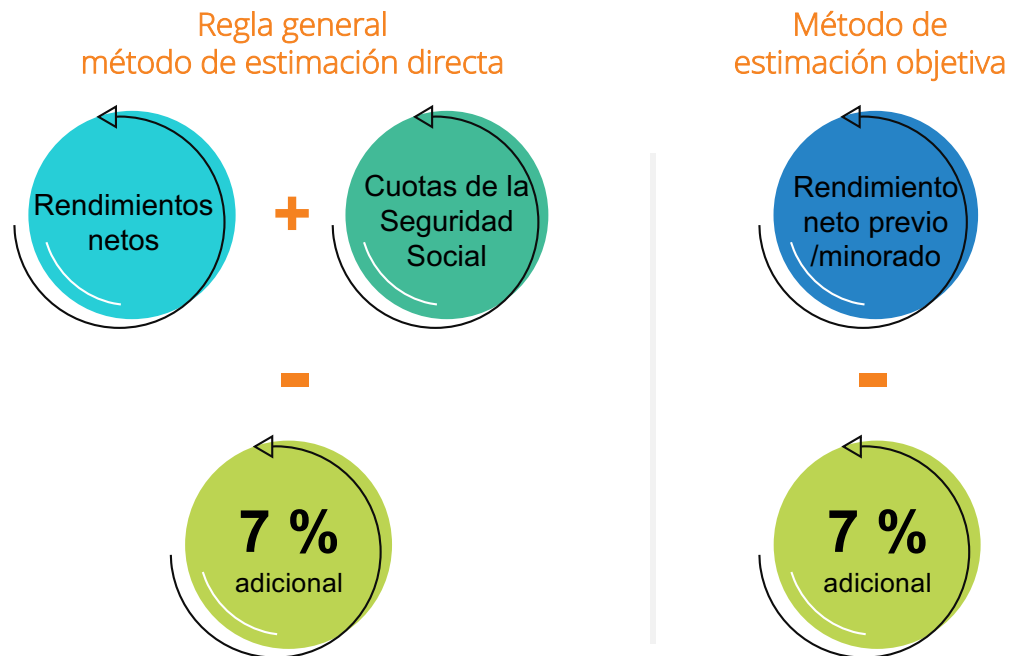 Regla general
método de estimación directa
Rendimientos
netos
+
Cuotas de la
Seguridad
Social
-
7 %
adicional
Método de
estimación objetiva
Rendimiento
neto previo
/minorado
-
7 %
adicional